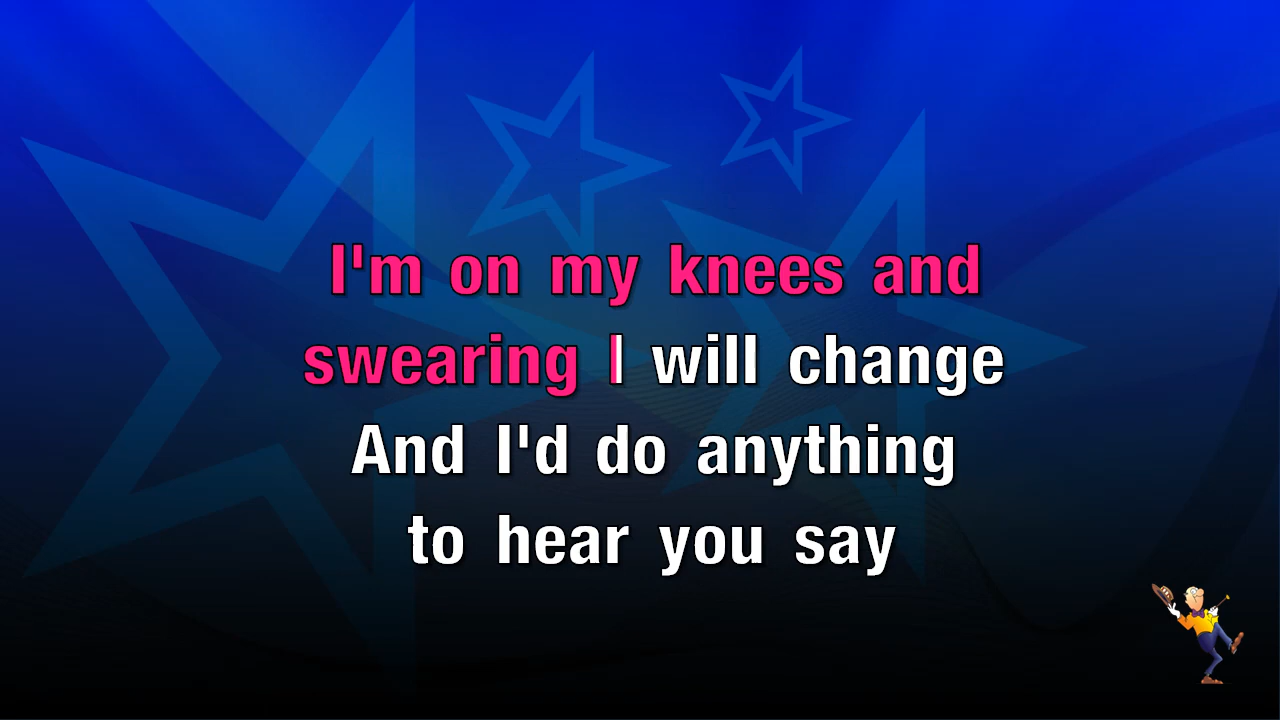 I'm on my knees and
swearing I will change
And I'd do anything
to hear you say